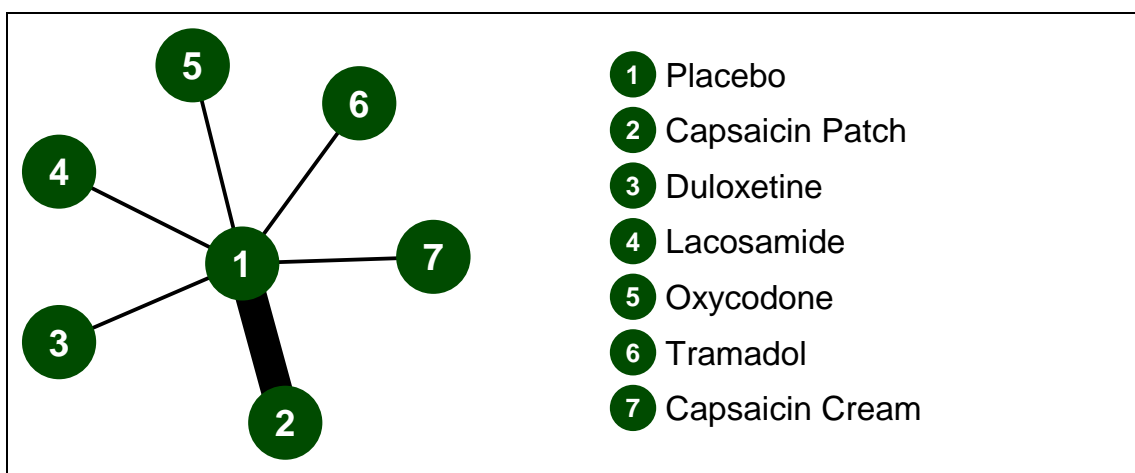 5
6
4
1
7
3
2
1 Placebo
2 Capsaicin Patch
3 Duloxetine
4 Lacosamide
5 Oxycodone
6 Tramadol
7 Capsaicin Cream